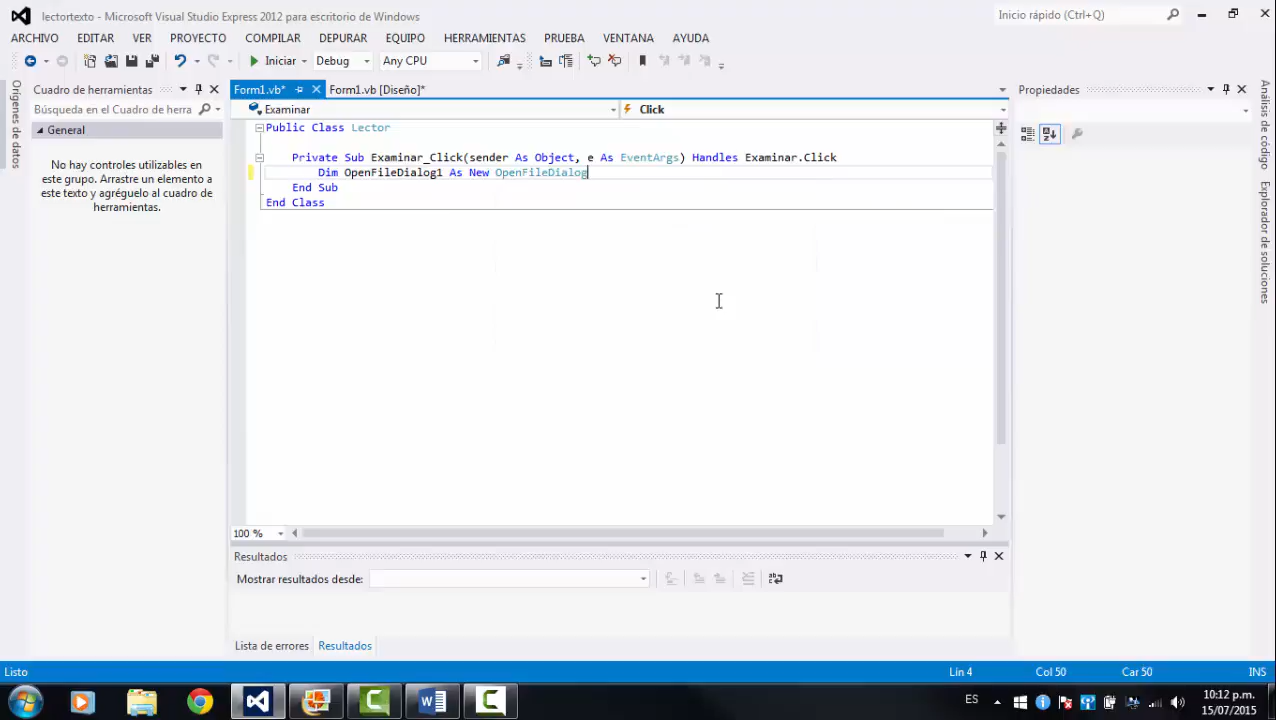 lectortexto - Microsoft Visual Studio Express 2012 para escritorio de Windows
Inicio rápido (Ctrl+Q)
ARCHIVO EDITAR VER PROYECTO COMPILAR DEPURAR EQUIPO HERRAMIENTAS PRUEBA VENTANA AYUDA
Iniciar Debug Any CPU
Orígenes de datos
Cuadro de herramientas
Búsqueda en el Cuadro de herra
General
No hay controles utilizables en
este grupo. Arrastre un elemento a
este texto y agréguelo al cuadro de
herramientas.
Form1.vb* Form1.vb [Diseño]*
Examinar Click
Public Class Lector
Private Sub Examinar_Click(sender As Object, e As EventArgs) Handles Examinar.Click
Dim OpenFileDialog1 As New OpenFileDialog
End Sub
End Class
100 %
Resultados
Mostrar resultados desde:
Lista de errores Resultados
Propiedades
Análisis de código
Explorador de soluciones
Listo Lín 4 Col 50 Car 50 INS
ES
10:12 p.m.
15/07/2015